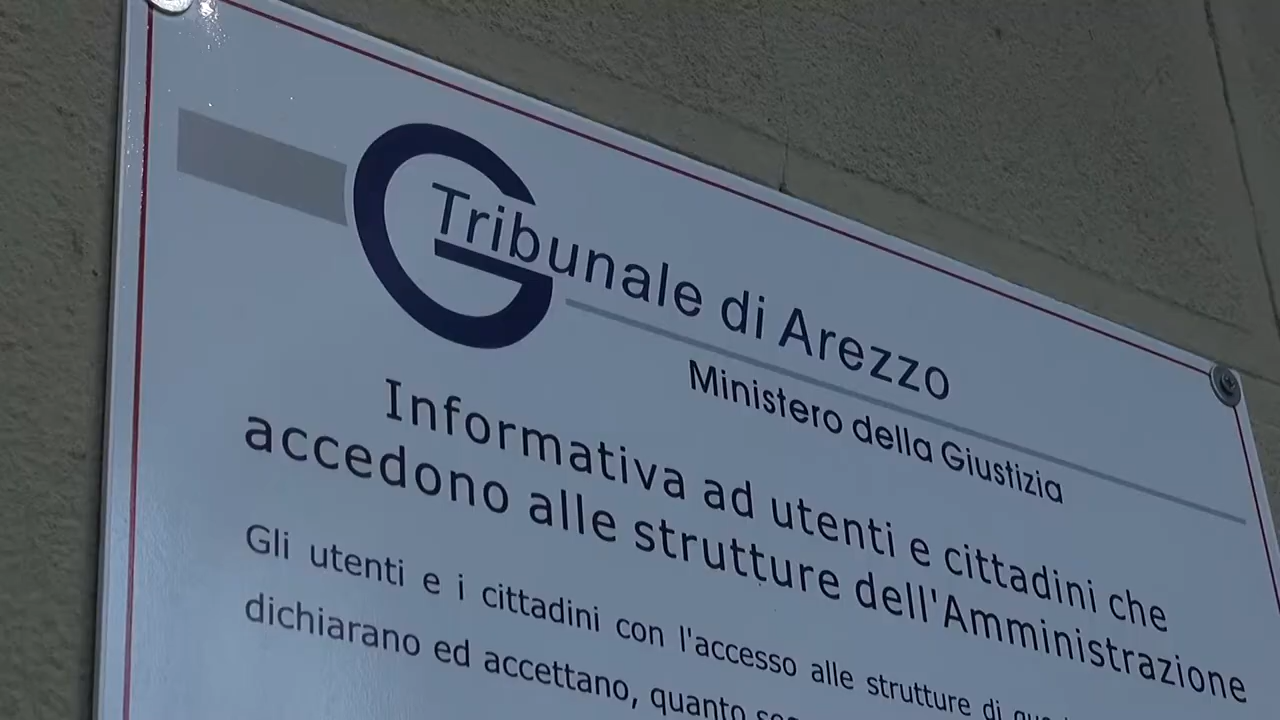 Tribunale di Arezzo
Ministero della Giustizia
Informativa ad utenti e cittadini che
accedono alle strutture dell'Amministrazione
Gli utenti e i cittadini con l'accesso alle strutture di
dichiarano ed accettano, quanto